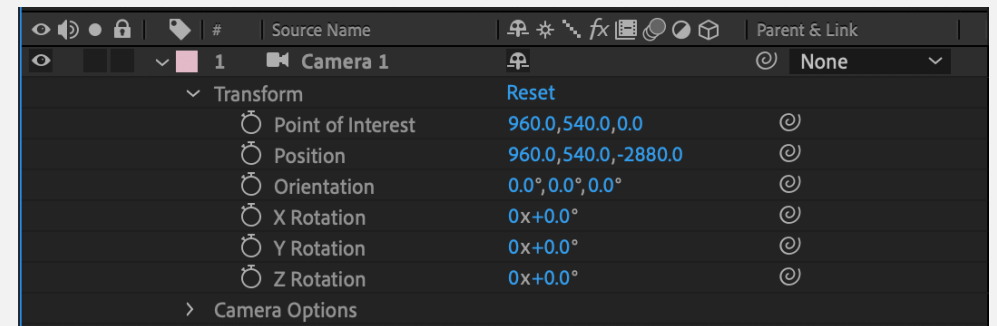 # Source Name fx Parent & Link
1 Camera 1 None
Transform Reset
Point of Interest 960.0,540.0,0.0
Position 960.0,540.0,-2880.0
Orientation 0.0°,0.0°,0.0°
X Rotation 0x+0.0°
Y Rotation 0x+0.0°
Z Rotation 0x+0.0°
Camera Options